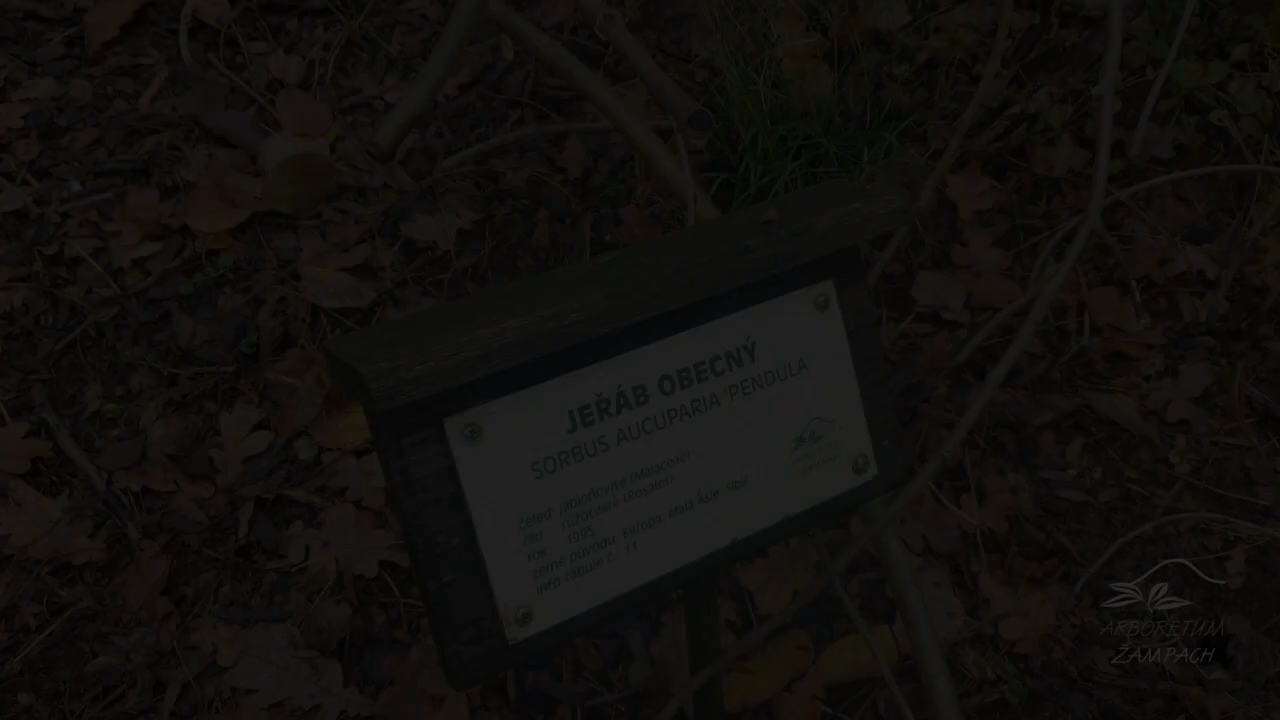 JEŘÁB OBECNÝ
SORBUS AUCUPARIA 'PENDULA
čeleď: jabloňovité (Malaceae)
řád: růžotvaré (Rosales)
rok: 1995
země původu: Evropa, Malá Asie, Sibiř
info tabule č. 11
ARBORETUM
ŽAMPACH